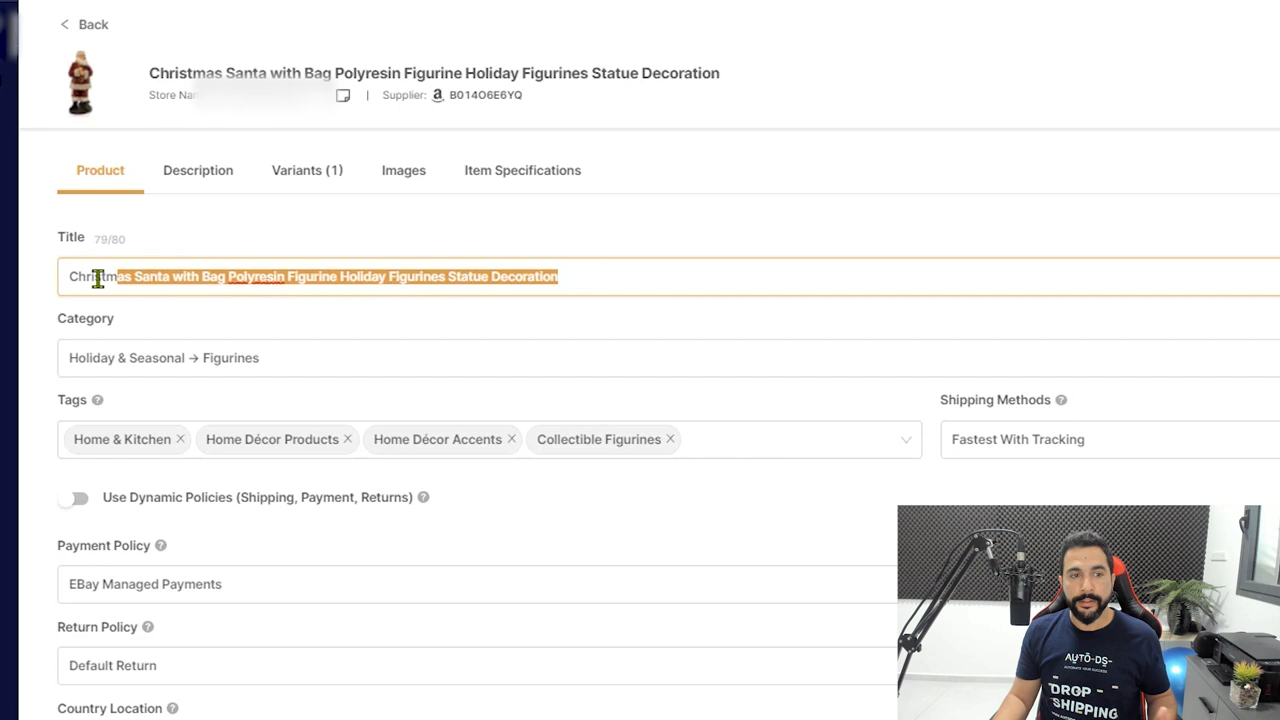 Back
Christmas Santa with Bag Polyresin Figurine Holiday Figurines Statue Decoration
Store | Supplier: B014O6E6YQ
Product Description Variants (1) Images Item Specifications
Title 79/80
Christmas Santa with Bag Polyresin Figurine Holiday Figurines Statue Decoration
Category
Holiday & Seasonal → Figurines
Tags Shipping Methods
Home & Kitchen Home Décor Products Home Décor Accents Collectible Figurines Fastest With Tracking
Use Dynamic Policies (Shipping, Payment, Returns)
Payment Policy
EBay Managed Payments
Return Policy
Default Return
Country Location
AUTO-DS-
AUTOMATE YOUR SUCCESS
DROP
SHIPPING